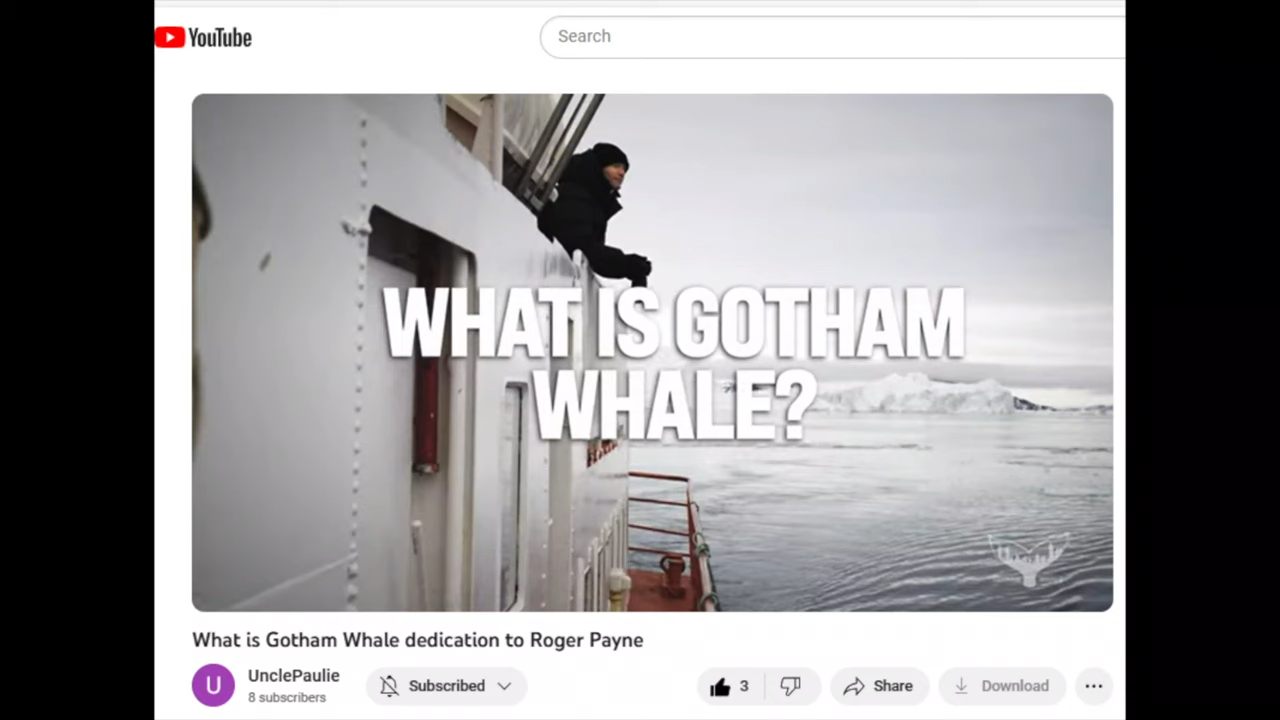 YouTube
Search
WHAT IS GOTHAM
WHALE?
What is Gotham Whale dedication to Roger Payne
U
UnclePaulie
8 subscribers
Subscribed
3
Share
Download